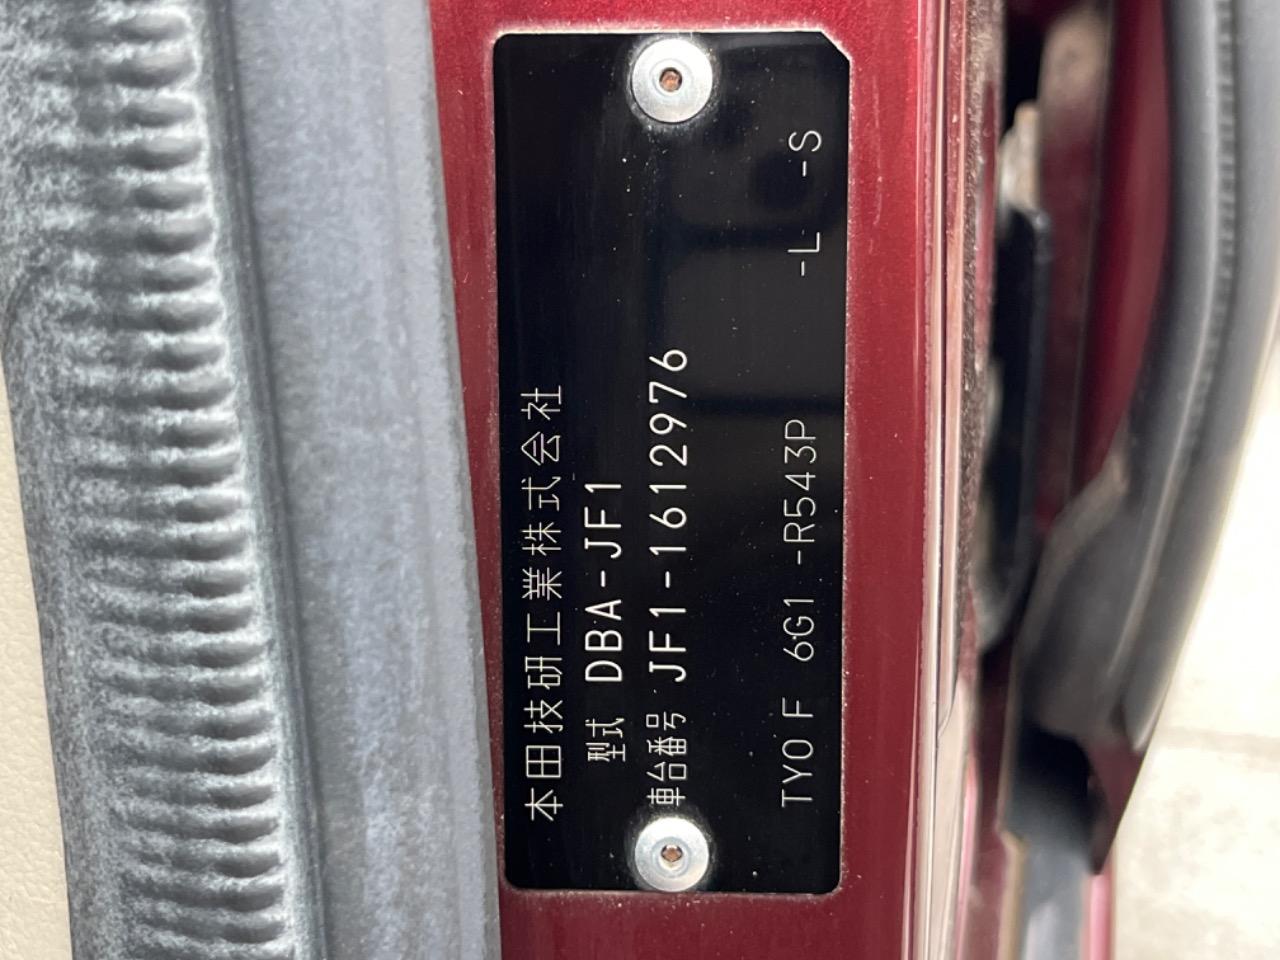 本田技研工業株式会社
型式 DBA-JF1
車台番号 JF1-1612976
TY0 F 6G1 -R543P -L -S